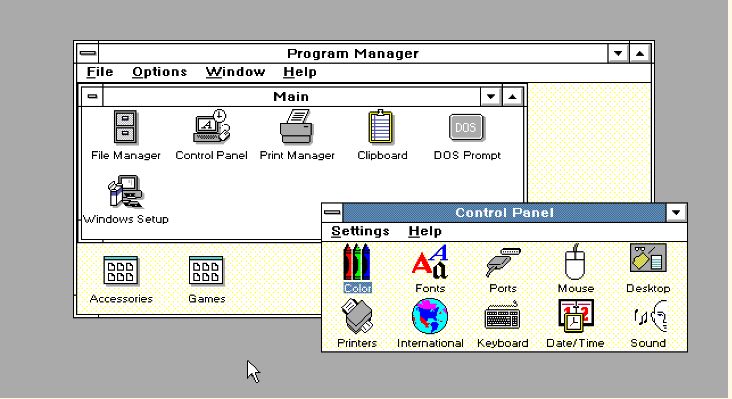 Program Manager
File Options Window Help
Main
File Manager Control Panel Print Manager Clipboard DOS Prompt
DOS
Windows Setup
Accessories Games
Control Panel
Settings Help
Color Fonts Ports Mouse Desktop
Printers International Keyboard Date/Time Sound